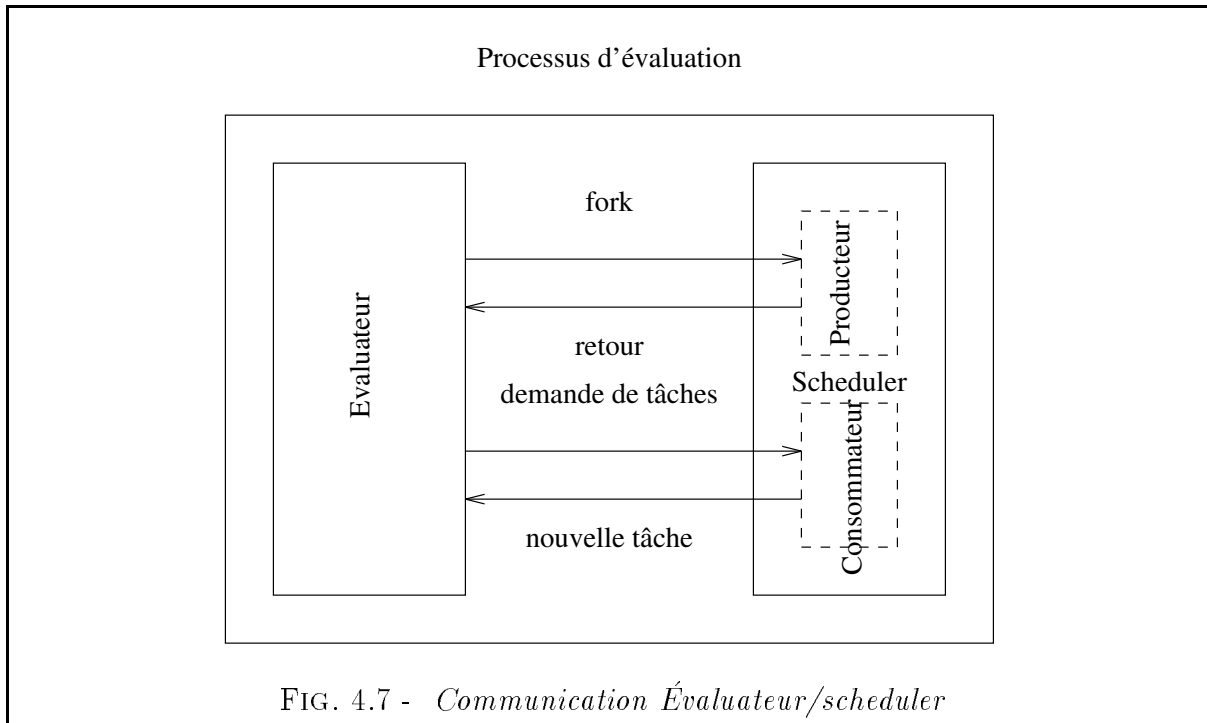 Processus d'évaluation
fork
Producteur
Evaluateur
retour
Scheduler
demande de tâches
Consommateur
nouvelle tâche
FIG. 4.7 - Communication Évaluateur/scheduler